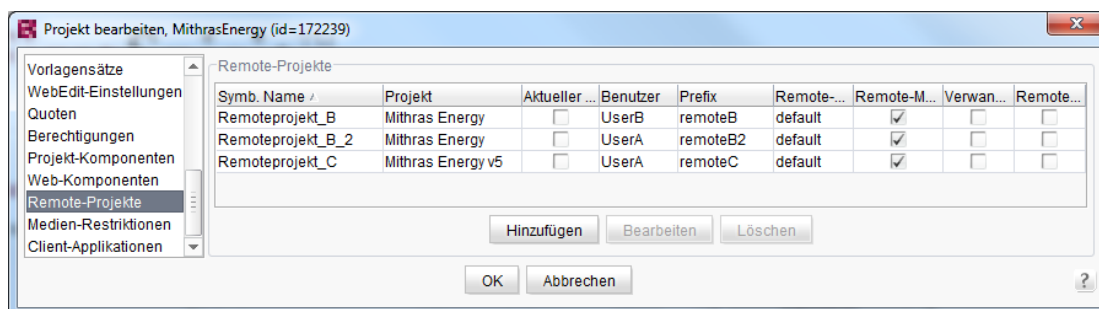 Projekt bearbeiten, MithrasEnergy (id=172239)
Vorlagensätze
WebEdit-Einstellungen
Quoten
Berechtigungen
Projekt-Komponenten
Web-Komponenten
Remote-Projekte
Medien-Restriktionen
Client-Applikationen
Remote-Projekte
Symb. Name Projekt Aktueller ... Benutzer Prefix Remote-... Remote-M... Verwan... Remote...
Remoteprojekt_B Mithras Energy UserB remoteB default
Remoteprojekt_B_2 Mithras Energy UserA remoteB2 default
Remoteprojekt_C Mithras Energy v5 UserA remoteC default
Hinzufügen Bearbeiten Löschen
OK Abbrechen ?